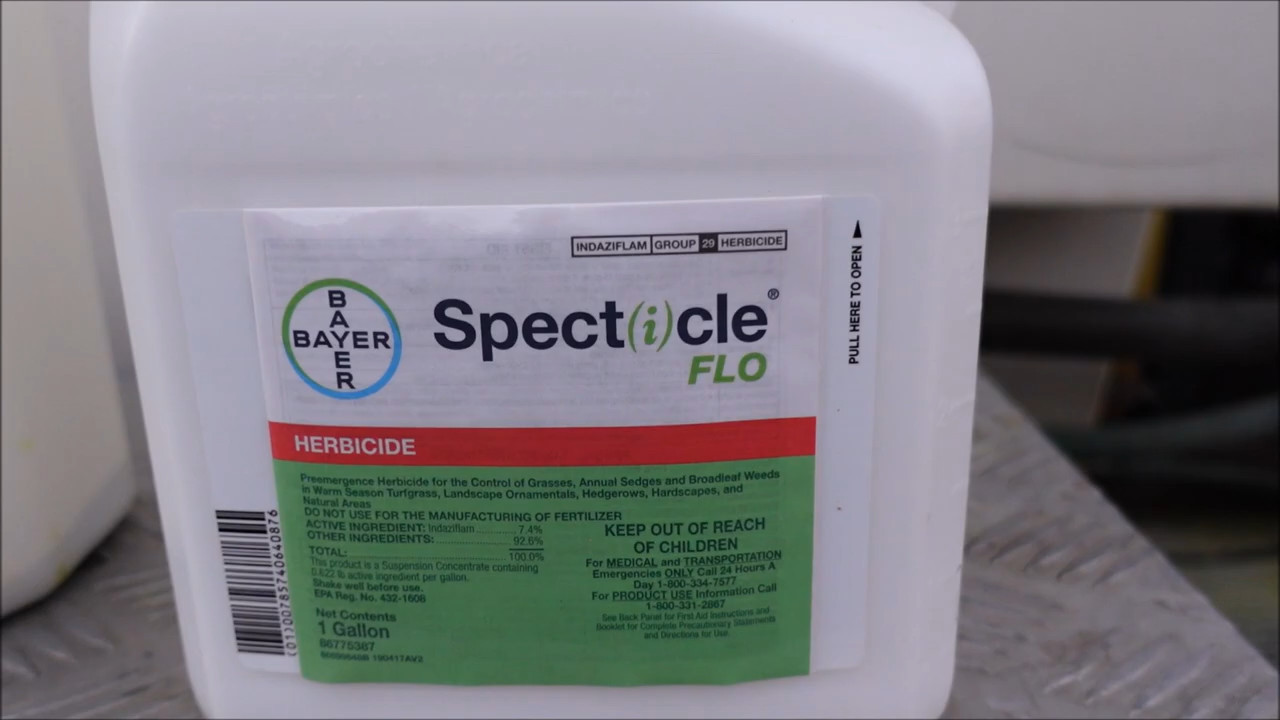 INDAZIFLAM GROUP 29 HERBICIDE
BAYER
BAYER
Spect(i)cle®
FLO
PULL HERE TO OPEN
HERBICIDE
Preemergence Herbicide for the Control of Grasses, Annual Sedges and Broadleaf Weeds
in Warm Season Turfgrass, Landscape Ornamentals, Hedgerows, Hardscapes, and
Natural Areas
DO NOT USE FOR THE MANUFACTURING OF FERTILIZER
ACTIVE INGREDIENT: Indaziflam 7.4%
OTHER INGREDIENTS: 92.6%
TOTAL: 100.0%
This product is a Suspension Concentrate containing
0.622 lb active ingredient per gallon.
Shake well before use.
EPA Reg. No. 432-1608
Net Contents
1 Gallon
86775387
KEEP OUT OF REACH
OF CHILDREN
For MEDICAL and TRANSPORTATION
Emergencies ONLY Call 24 Hours A
Day 1-800-334-7577
For PRODUCT USE Information Call
1-800-331-2867
See Back Panel for First Aid Instructions and
Booklet for Complete Precautionary Statements
and Directions for Use.
(01)00785740640876